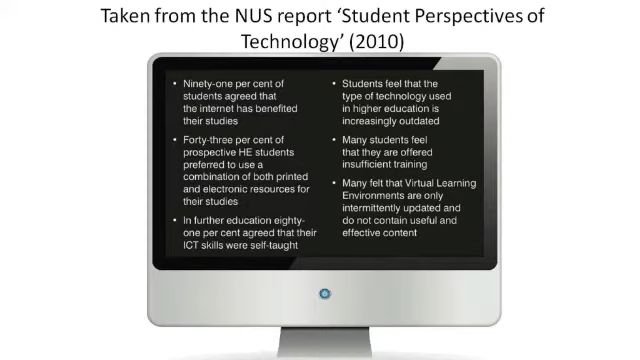 Taken from the NUS report ‘Student Perspectives of
Technology’ (2010)
• Ninety-one per cent of
students agreed that
the internet has benefited
their studies
• Forty-three per cent of
prospective HE students
preferred to use a
combination of both printed
and electronic resources for
their studies
• In further education eighty-
one per cent agreed that their
ICT skills were self-taught
• Students feel that the
type of technology used
in higher education is
increasingly outdated
• Many students feel
that they are offered
insufficient training
• Many felt that Virtual Learning
Environments are only
intermittently updated and
do not contain useful and
effective content